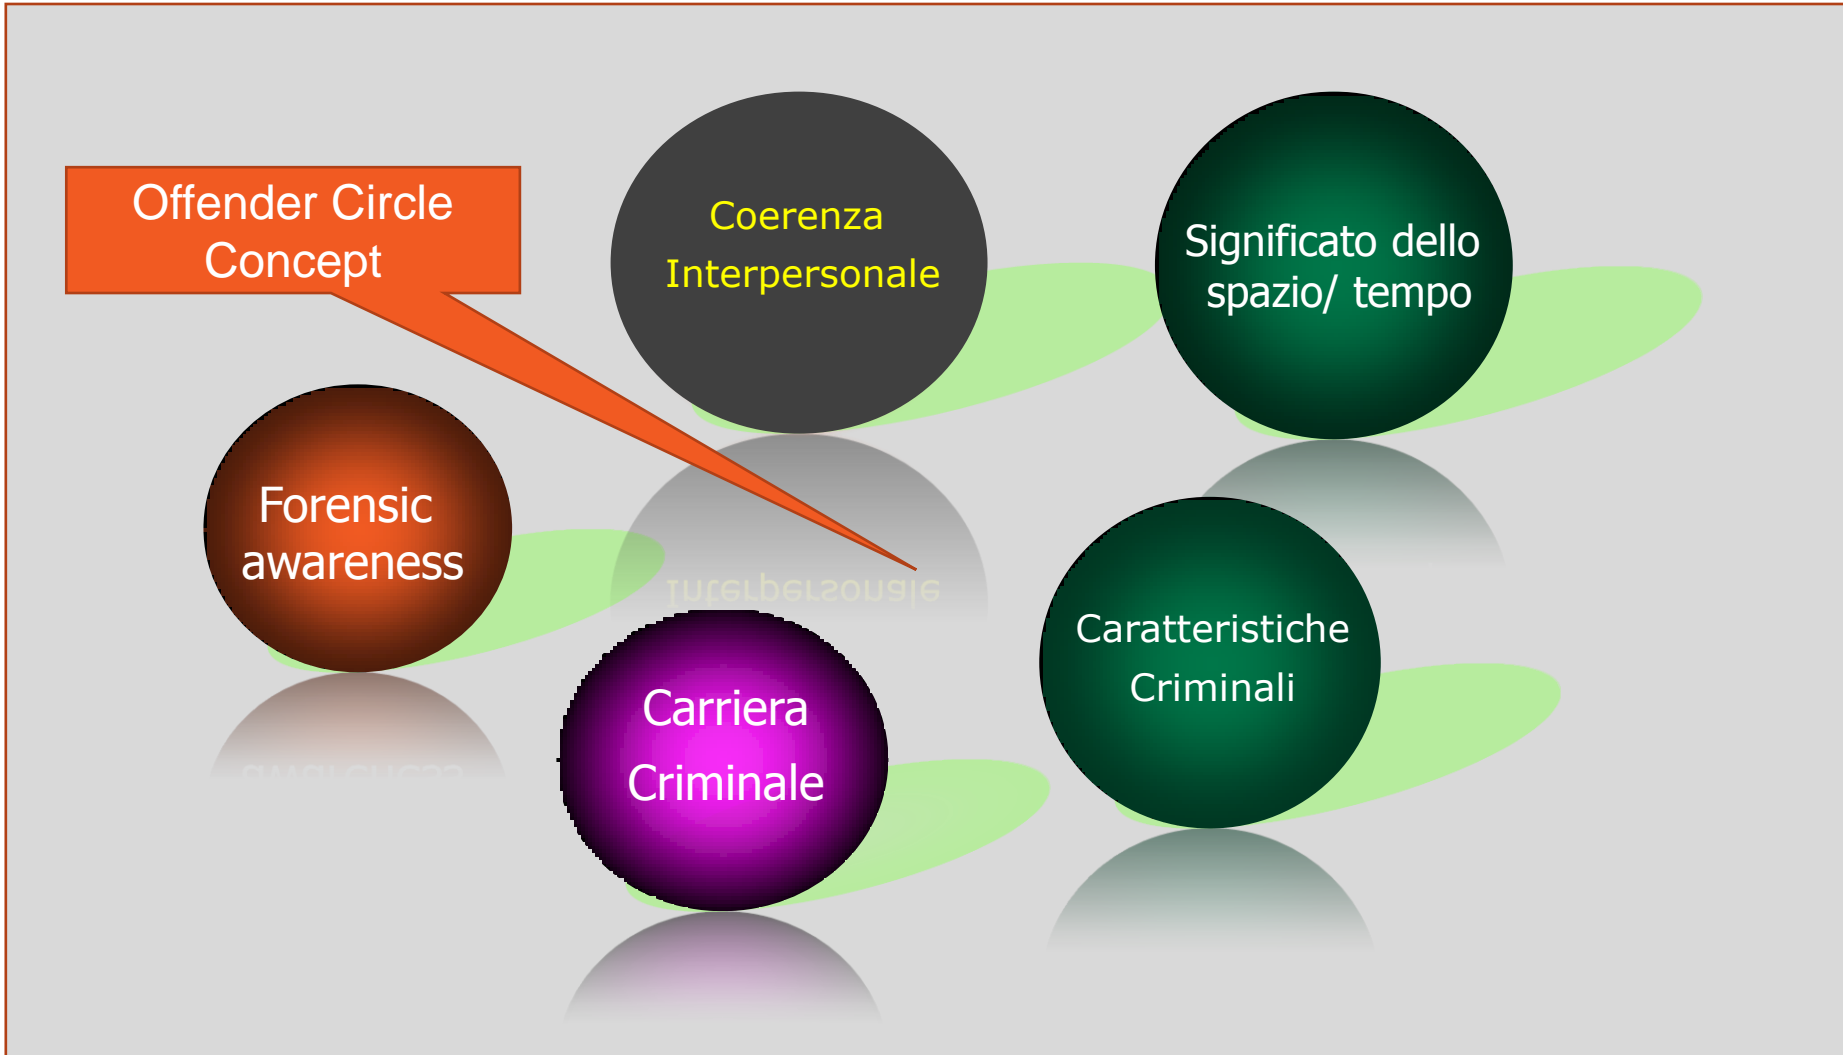 Offender Circle
Concept
Coerenza
Interpersonale
Significato dello
spazio/ tempo
Forensic
awareness
Carriera
Criminale
Caratteristiche
Criminali